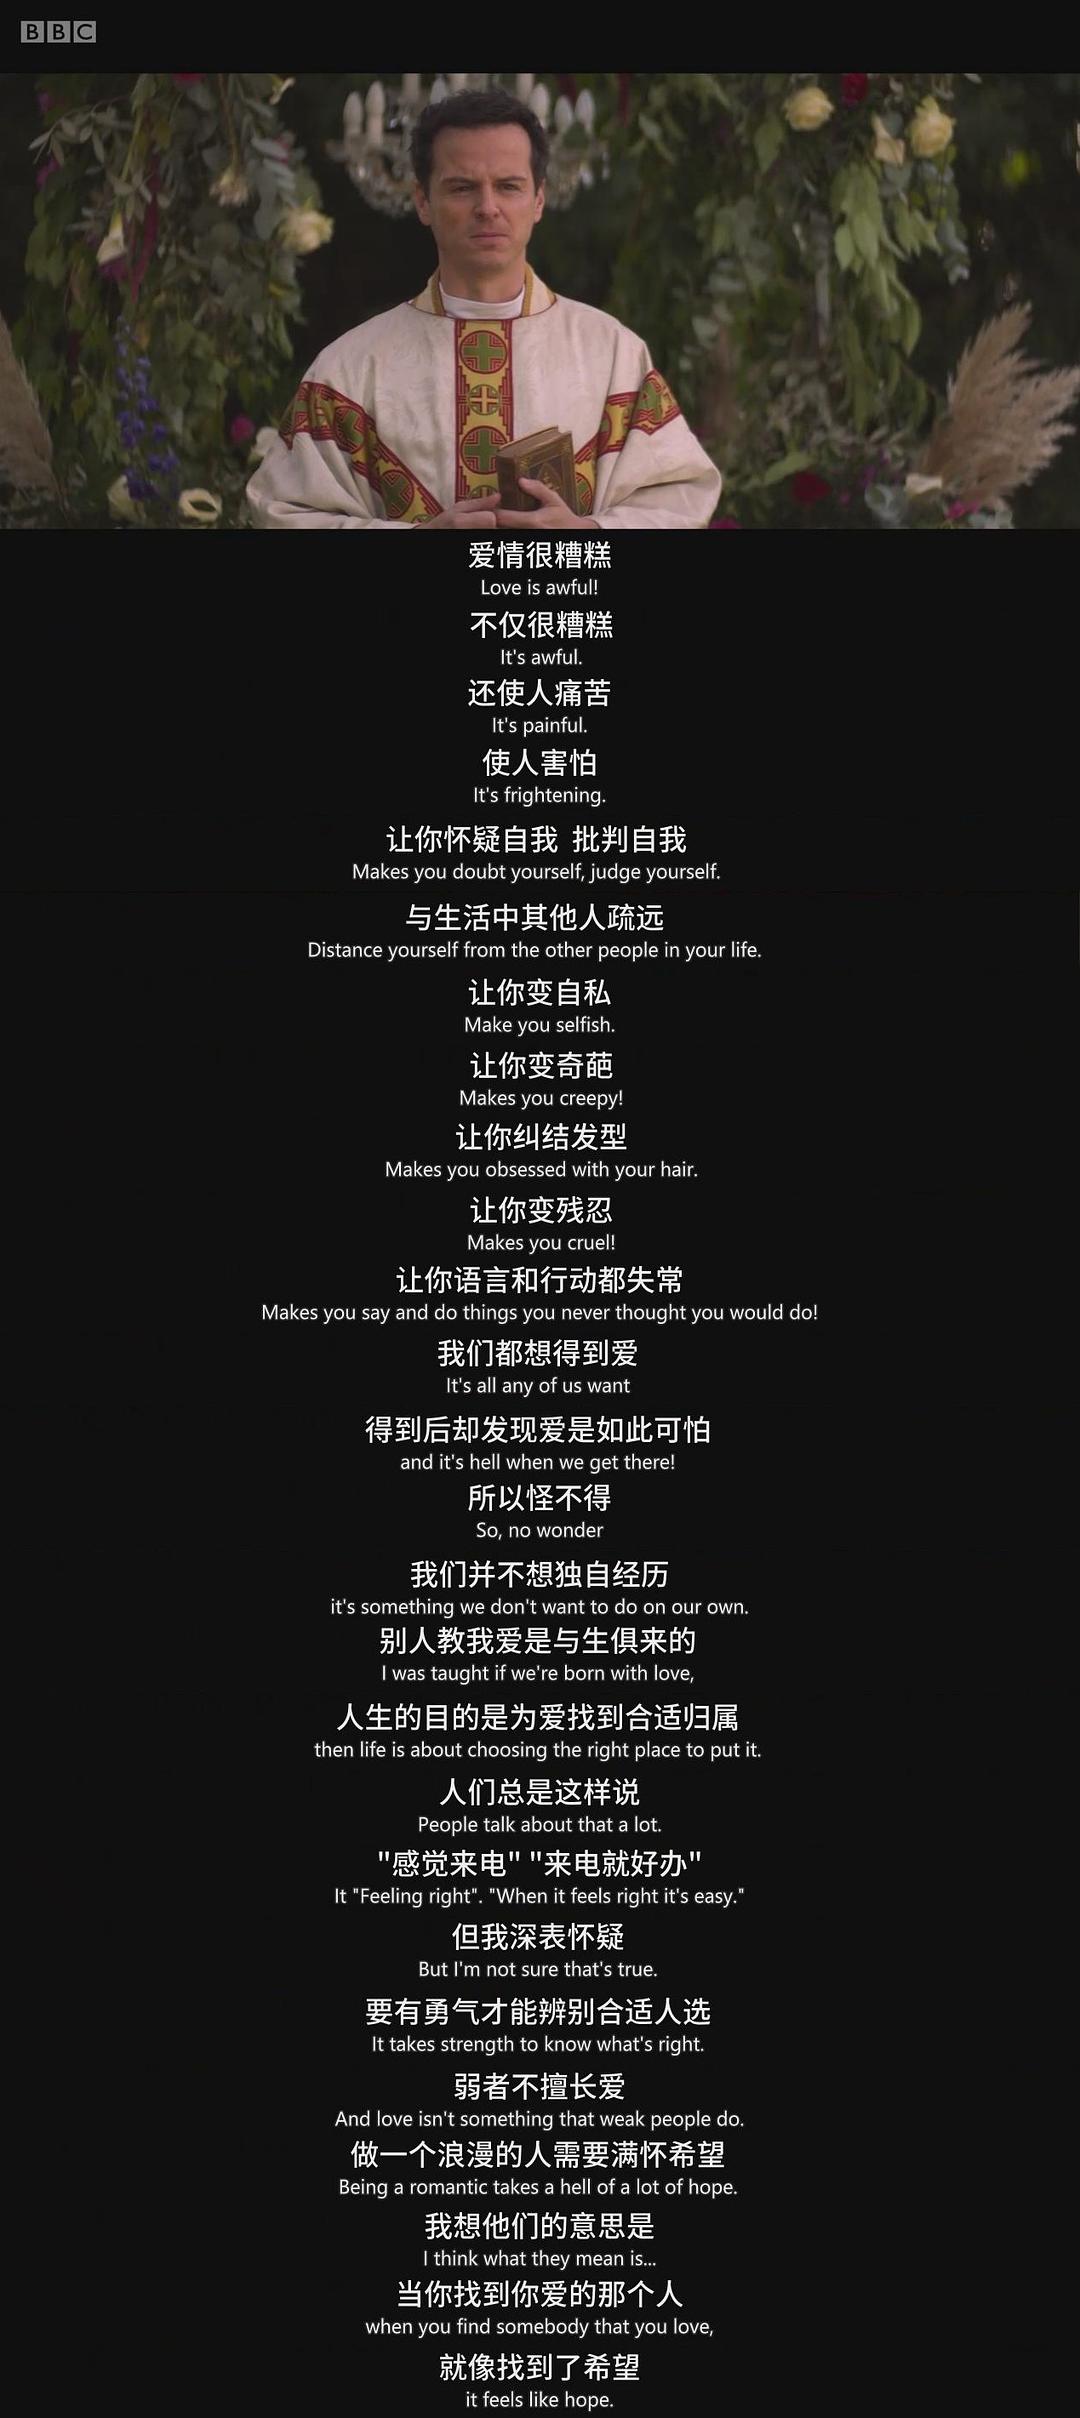 BBC
爱情很糟糕
Love is awful!
不仅很糟糕
It's awful.
还使人痛苦
It's painful.
使人害怕
It's frightening.
让你怀疑自我 批判自我
Makes you doubt yourself, judge yourself.
与生活中其他人疏远
Distance yourself from the other people in your life.
让你变自私
Make you selfish.
让你变奇葩
Makes you creepy!
让你纠结发型
Makes you obsessed with your hair.
让你变残忍
Makes you cruel!
让你语言和行动都失常
Makes you say and do things you never thought you would do!
我们都想得到爱
It's all any of us want
得到后却发现爱是如此可怕
and it's hell when we get there!
所以怪不得
So, no wonder
我们并不想独自经历
it's something we don't want to do on our own.
别人教我爱是与生俱来的
I was taught if we're born with love,
人生的目的是为爱找到合适归属
then life is about choosing the right place to put it.
人们总是这样说
People talk about that a lot.
"感觉来电" "来电就好办"
It "Feeling right". "When it feels right it's easy."
但我深表怀疑
But I'm not sure that's true.
要有勇气才能辨别合适人选
It takes strength to know what's right.
弱者不擅长爱
And love isn't something that weak people do.
做一个浪漫的人需要满怀希望
Being a romantic takes a hell of a lot of hope.
我想他们的意思是
I think what they mean is...
当你找到你爱的那个人
when you find somebody that you love,
就像找到了希望
it feels like hope.